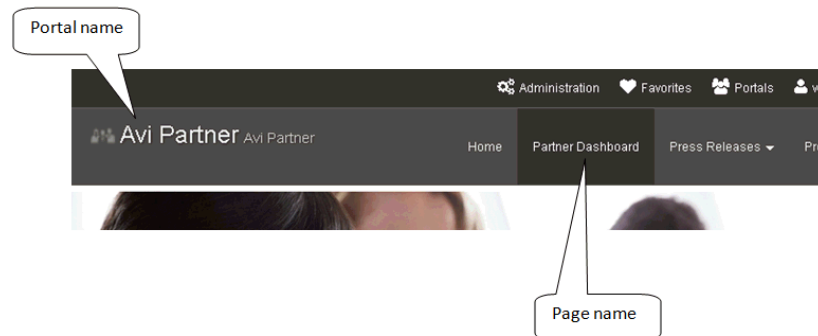 Portal name
Administration Favorites Portals
Avi Partner Avi Partner
Home Partner Dashboard Press Releases
Page name